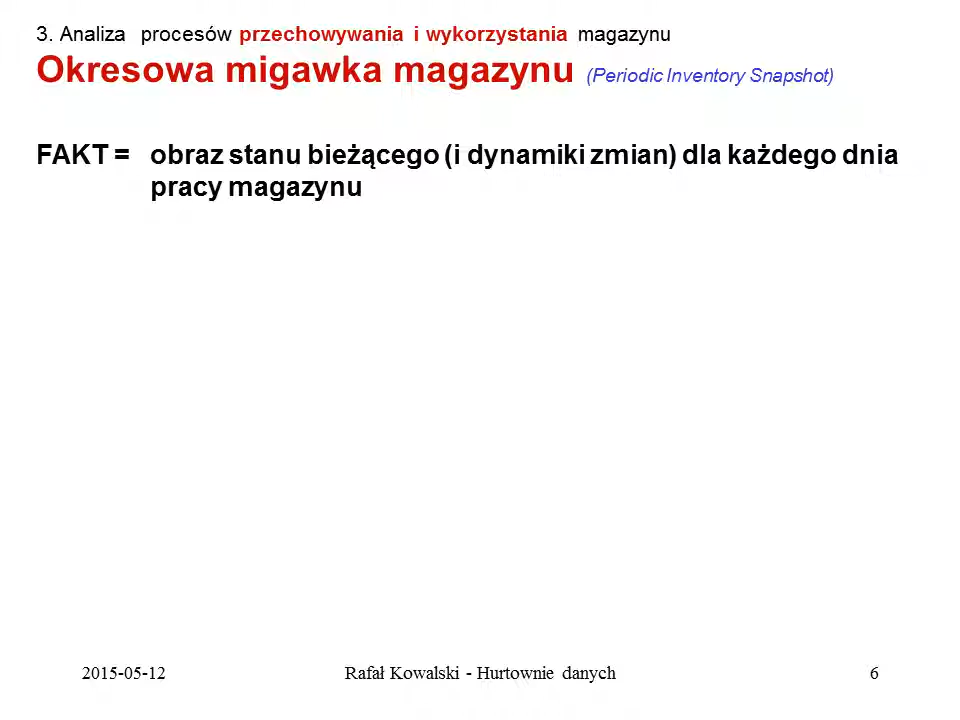 3. Analiza procesów przechowywania i wykorzystania magazynu
Okresowa migawka magazynu (Periodic Inventory Snapshot)
FAKT = obraz stanu bieżącego (i dynamiki zmian) dla każdego dnia
pracy magazynu
2015-05-12 Rafał Kowalski - Hurtownie danych 6